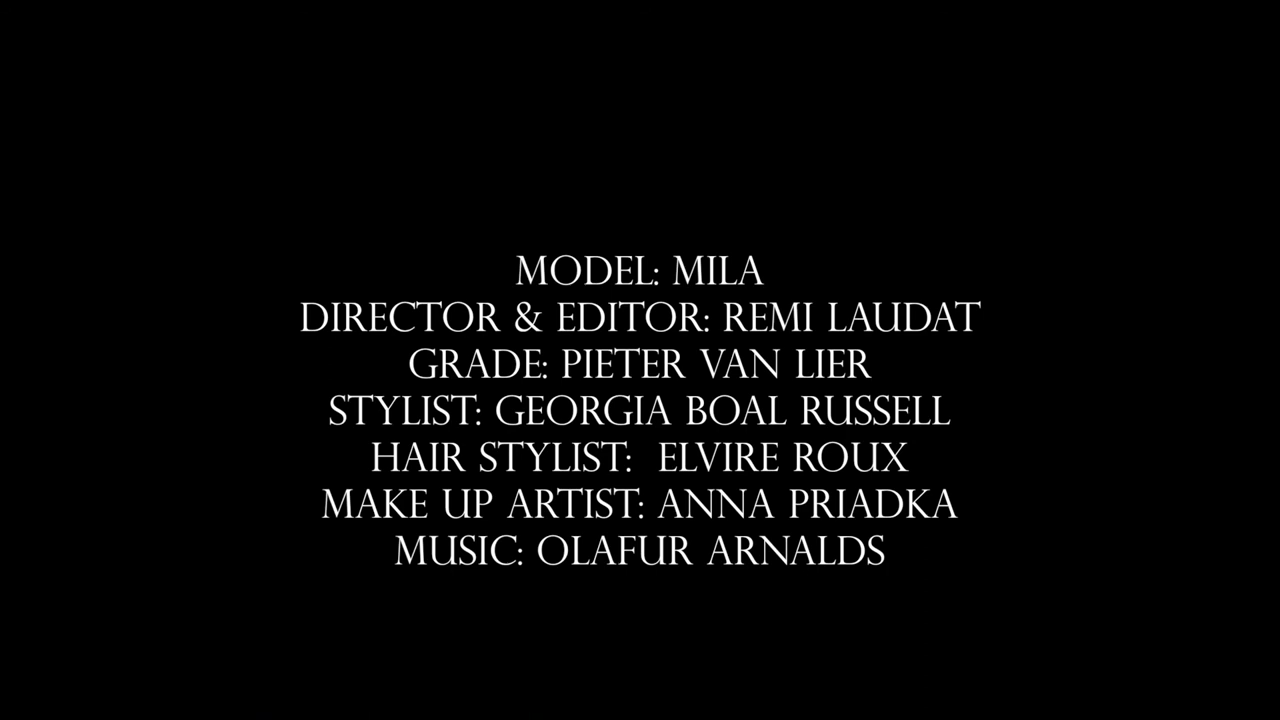 MODEL: MILA
DIRECTOR & EDITOR: REMI LAUDAT
GRADE: PIETER VAN LIER
STYLIST: GEORGIA BOAL RUSSELL
HAIR STYLIST:  ELVIRE ROUX
MAKE UP ARTIST: ANNA PRIADKA
MUSIC: OLAFUR ARNALDS